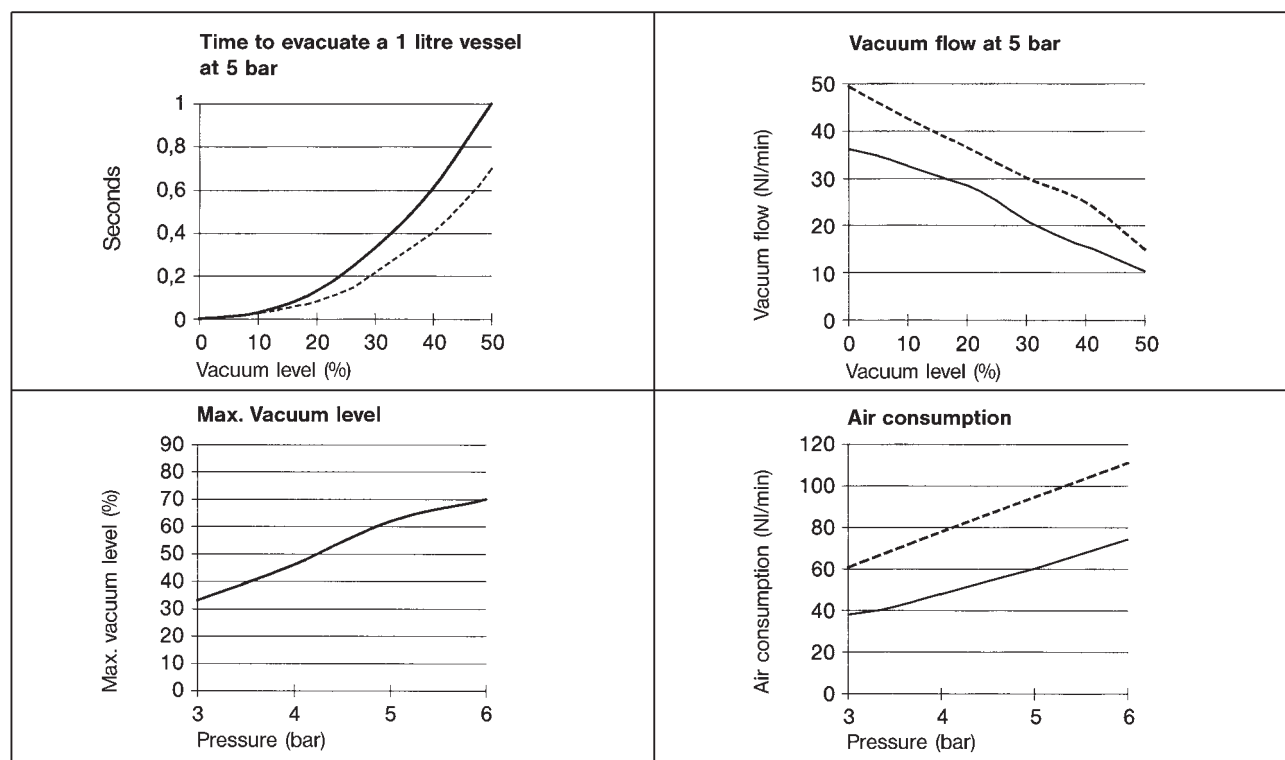 Time to evacuate a 1 litre vessel
at 5 bar
Seconds
1
0,8
0,6
0,4
0,2
0
0 10 20 30 40 50
Vacuum level (%)
Vacuum flow at 5 bar
Vacuum flow (Nl/min)
50
40
30
20
10
0
0 10 20 30 40 50
Vacuum level (%)
Max. Vacuum level
Max. vacuum level (%)
90
80
70
60
50
40
30
20
10
0
3 4 5 6
Pressure (bar)
Air consumption
Air consumption (Nl/min)
120
100
80
60
40
20
0
3 4 5 6
Pressure (bar)